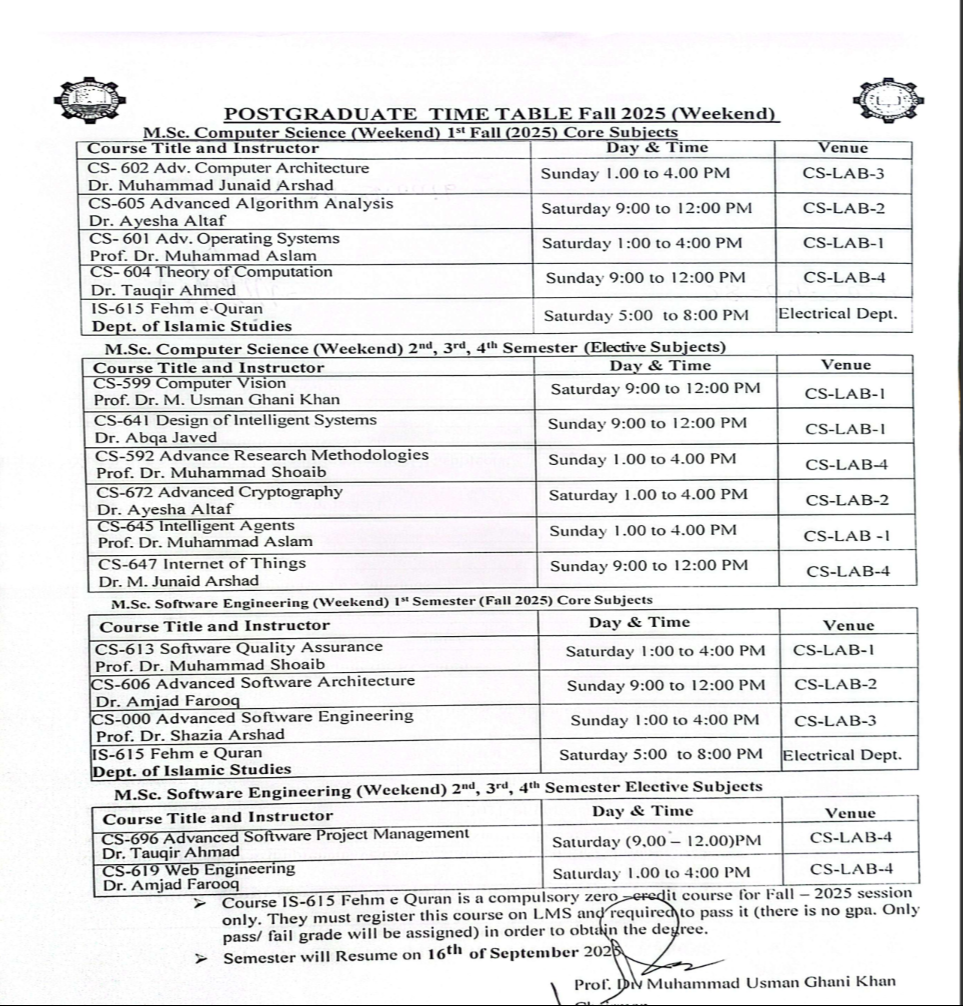 POSTGRADUATE TIME TABLE Fall 2025 (Weekend)
M.Sc. Computer Science (Weekend) 1st Fall (2025) Core Subjects
Course Title and Instructor Day & Time Venue
CS- 602 Adv. Computer Architecture
Dr. Muhammad Junaid Arshad Sunday 1.00 to 4.00 PM CS-LAB-3
CS-605 Advanced Algorithm Analysis
Dr. Ayesha Altaf Saturday 9:00 to 12:00 PM CS-LAB-2
CS- 601 Adv. Operating Systems
Prof. Dr. Muhammad Aslam Saturday 1:00 to 4:00 PM CS-LAB-1
CS- 604 Theory of Computation
Dr. Tauqir Ahmed Sunday 9:00 to 12:00 PM CS-LAB-4
IS-615 Fehm e Quran
Dept. of Islamic Studies Saturday 5:00 to 8:00 PM Electrical Dept.
M.Sc. Computer Science (Weekend) 2nd, 3rd, 4th Semester (Elective Subjects)
Course Title and Instructor Day & Time Venue
CS-599 Computer Vision
Prof. Dr. M. Usman Ghani Khan Saturday 9:00 to 12:00 PM CS-LAB-1
CS-641 Design of Intelligent Systems
Dr. Abqa Javed Sunday 9:00 to 12:00 PM CS-LAB-1
CS-592 Advance Research Methodologies
Prof. Dr. Muhammad Shoaib Sunday 1.00 to 4.00 PM CS-LAB-4
CS-672 Advanced Cryptography
Dr. Ayesha Altaf Saturday 1.00 to 4.00 PM CS-LAB-2
CS-645 Intelligent Agents
Prof. Dr. Muhammad Aslam Sunday 1.00 to 4.00 PM CS-LAB -1
CS-647 Internet of Things
Dr. M. Junaid Arshad Sunday 9:00 to 12:00 PM CS-LAB-4
M.Sc. Software Engineering (Weekend) 1st Semester (Fall 2025) Core Subjects
Course Title and Instructor Day & Time Venue
CS-613 Software Quality Assurance
Prof. Dr. Muhammad Shoaib Saturday 1:00 to 4:00 PM CS-LAB-1
CS-606 Advanced Software Architecture
Dr. Amjad Farooq Sunday 9:00 to 12:00 PM CS-LAB-2
CS-000 Advanced Software Engineering
Prof. Dr. Shazia Arshad Sunday 1:00 to 4:00 PM CS-LAB-3
IS-615 Fehm e Quran
Dept. of Islamic Studies Saturday 5:00 to 8:00 PM Electrical Dept.
M.Sc. Software Engineering (Weekend) 2nd, 3rd, 4th Semester Elective Subjects
Course Title and Instructor Day & Time Venue
CS-696 Advanced Software Project Management
Dr. Tauqir Ahmad Saturday (9.00 – 12.00)PM CS-LAB-4
CS-619 Web Engineering
Dr. Amjad Farooq Saturday 1.00 to 4:00 PM CS-LAB-4
➢ Course IS-615 Fehm e Quran is a compulsory zero –credit course for Fall – 2025 session
only. They must register this course on LMS and required to pass it (there is no gpa. Only
pass/ fail grade will be assigned) in order to obtain the degree.
➢ Semester will Resume on 16th of September 2025
Prof. Dr. Muhammad Usman Ghani Khan